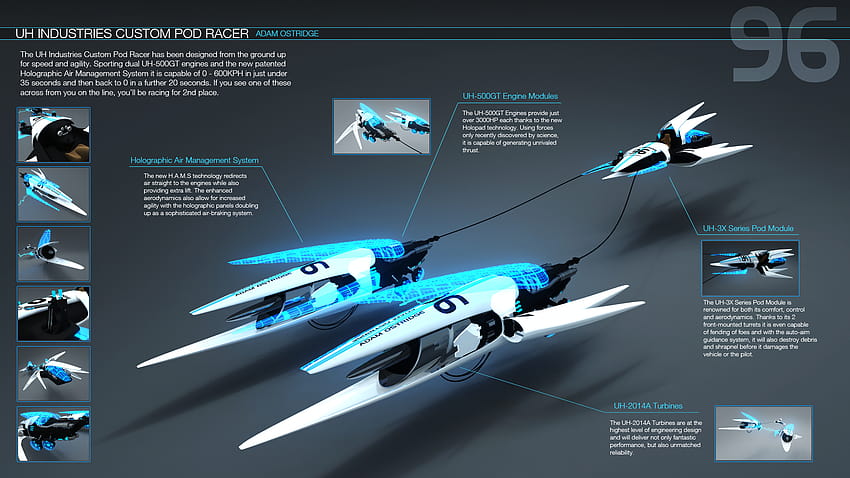 UH INDUSTRIES CUSTOM POD RACER ADAM OSTRIDGE
96
The UH Industries Custom Pod Racer has been designed from the ground up
for speed and agility. Sporting dual UH-500GT engines and the new patented
Holographic Air Management System it is capable of 0 - 600KPH in just under
35 seconds and then back to 0 in a further 20 seconds. If you see one of these
across from you on the line, you'll be racing for 2nd place.
UH-500GT Engine Modules
The UH-500GT Engines provide just
over 3000HP each thanks to the new
Holopad technology. Using forces
only recently discovered by science,
it is capable of generating unrivaled
thrust.
Holographic Air Management System
The new H.A.M.S technology redirects
air straight to the engines while also
providing extra lift. The enhanced
aerodynamics also allow for increased
agility with the holographic panels doubling
up as a sophisticated air-braking system.
UH-3X Series Pod Module
The UH-3X Series Pod Module is
renowned for both its comfort, control
and aerodynamics. Thanks to its 2
front-mounted turrets it is even capable
of fending of foes and with the auto-aim
guidance system, it will also destroy debris
and shrapnel before it damages the
vehicle or the pilot.
96
ADAM OSTRIDGE
96
ADAM OSTRIDGE
UH-2014A Turbines
The UH-2014A Turbines are at the
highest level of engineering design
and will deliver not only fantastic
performance, but also unmatched
reliability.